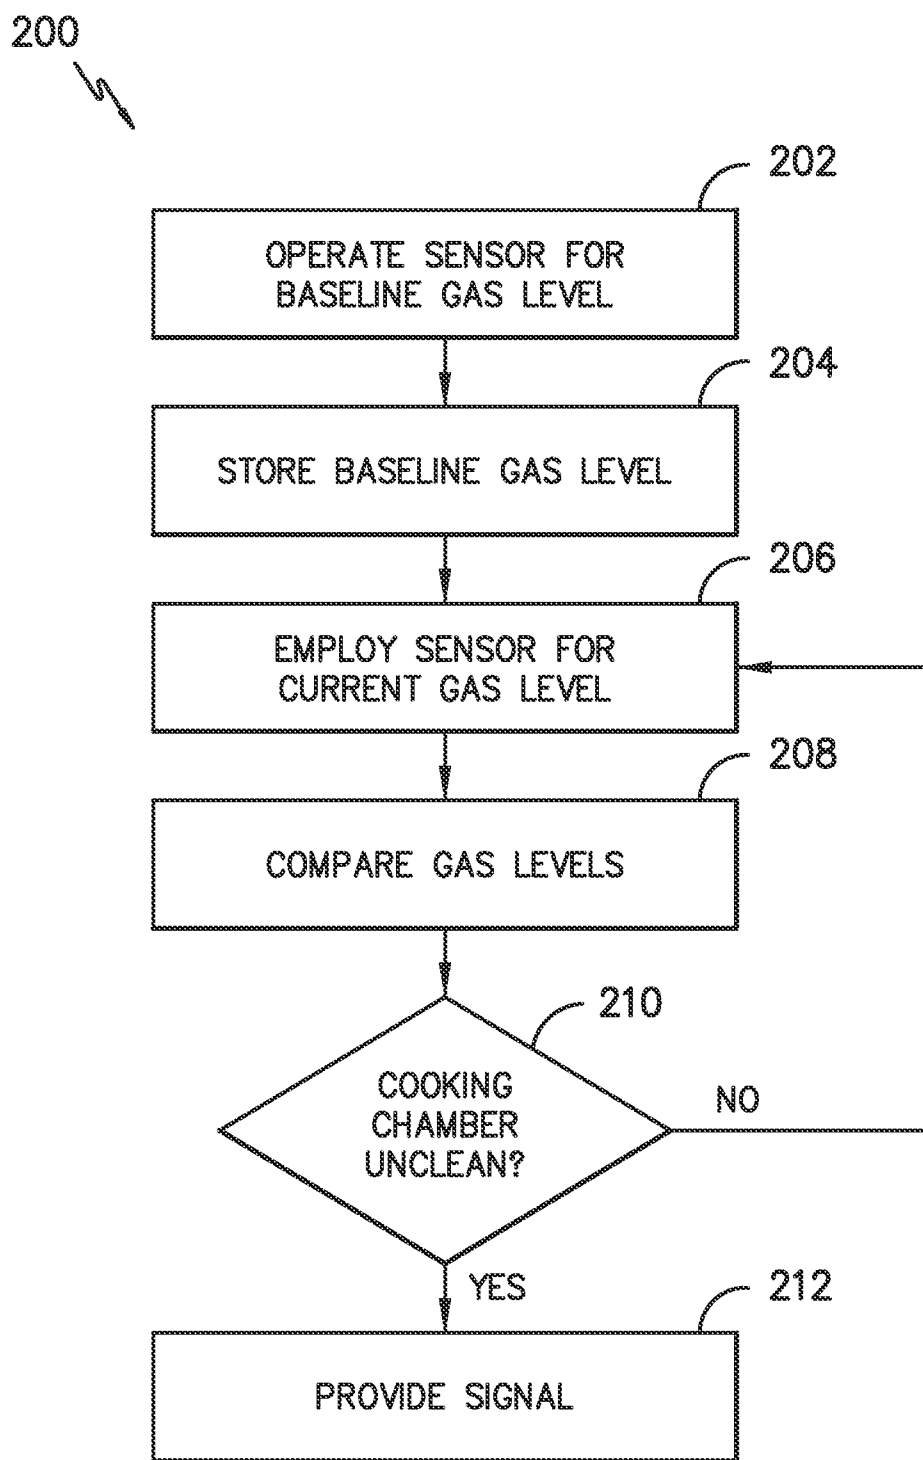 200
202
OPERATE SENSOR FOR
BASELINE GAS LEVEL
204
STORE BASELINE GAS LEVEL
206
EMPLOY SENSOR FOR
CURRENT GAS LEVEL
208
COMPARE GAS LEVELS
210
COOKING
CHAMBER
UNCLEAN?
NO
YES
212
PROVIDE SIGNAL